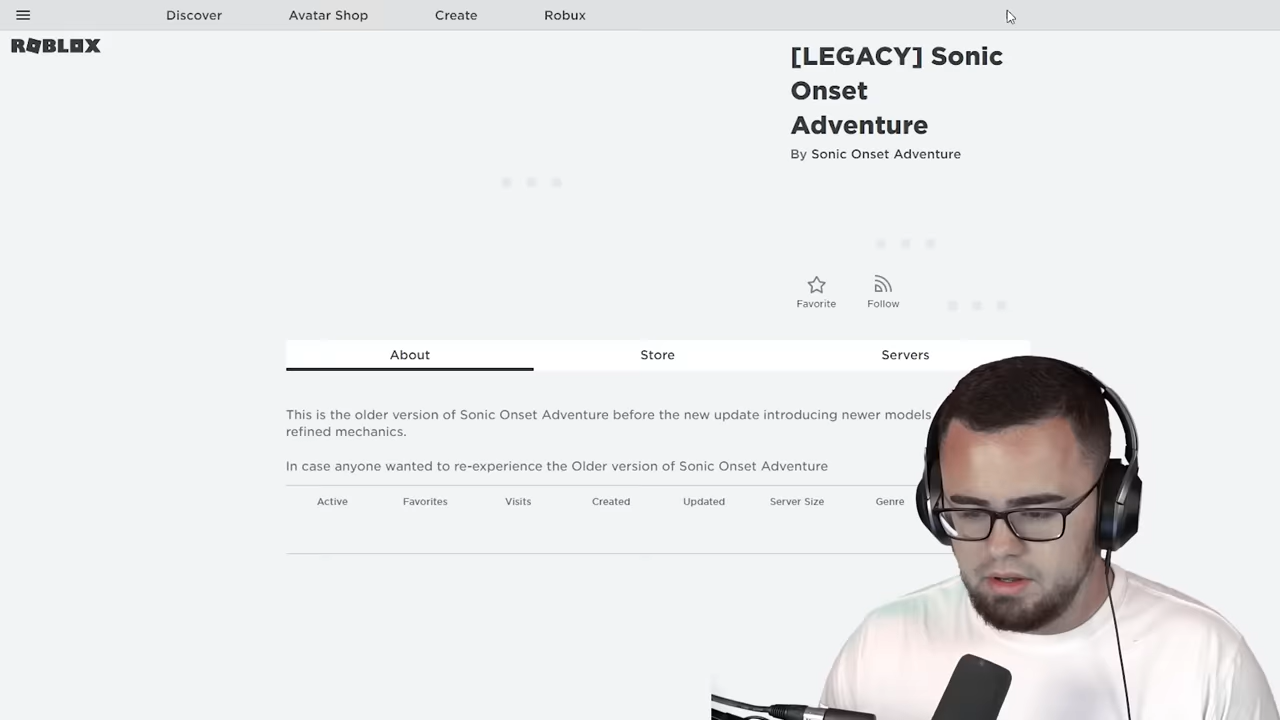 Discover Avatar Shop Create Robux
ROBLOX
[LEGACY] Sonic
Onset
Adventure
By Sonic Onset Adventure
Favorite Follow
About Store Servers
This is the older version of Sonic Onset Adventure before the new update introducing newer models
refined mechanics.
In case anyone wanted to re-experience the Older version of Sonic Onset Adventure
Active Favorites Visits Created Updated Server Size Genre